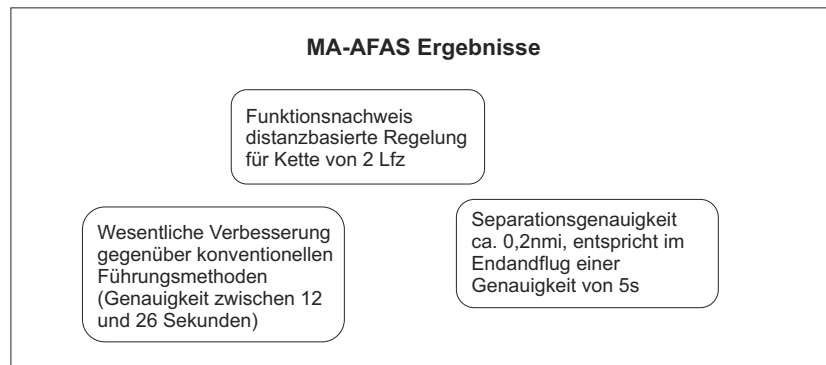 MA-AFAS Ergebnisse
Funktionsnachweis
distanzbasierte Regelung
für Kette von 2 Lfz
Wesentliche Verbesserung
gegenüber konventionellen
Führungsmethoden
(Genauigkeit zwischen 12
und 26 Sekunden)
Separationsgenauigkeit
ca. 0,2nmi, entspricht im
Endandflug einer
Genauigkeit von 5s